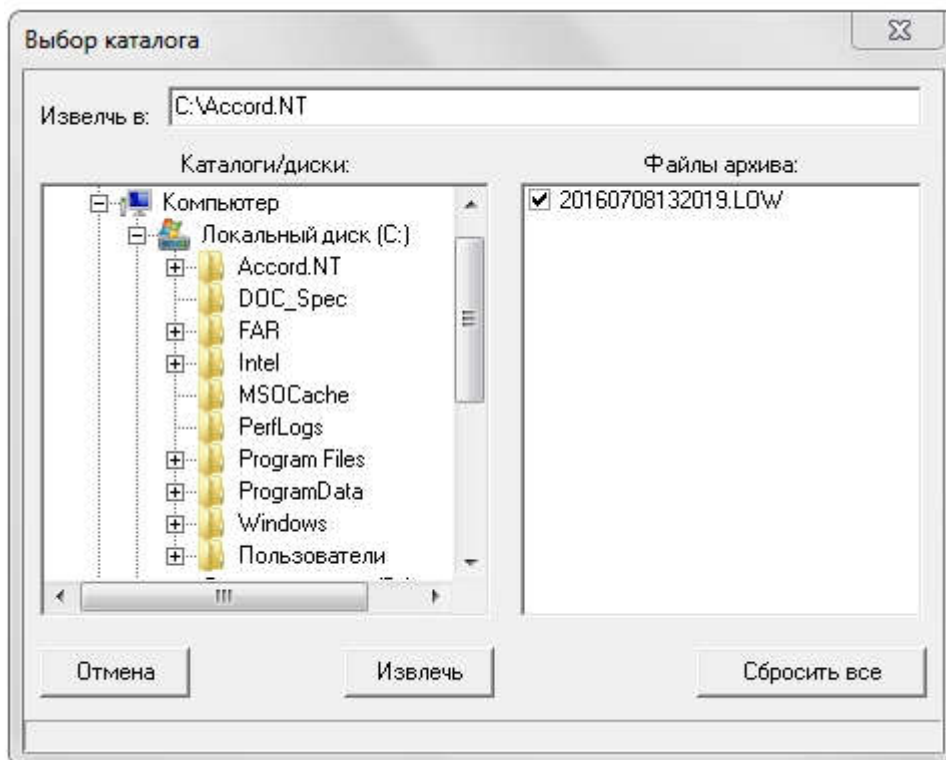 Выбор каталога
Извелчь в: C:\Accord.NT
Каталоги/диски:
Файлы архива:
Компьютер
Локальный диск (C:)
Accord.NT
DOC_Spec
FAR
Intel
MSOCache
PerfLogs
Program Files
ProgramData
Windows
Пользователи
20160708132019.LOW
Отмена
Извлечь
Сбросить все